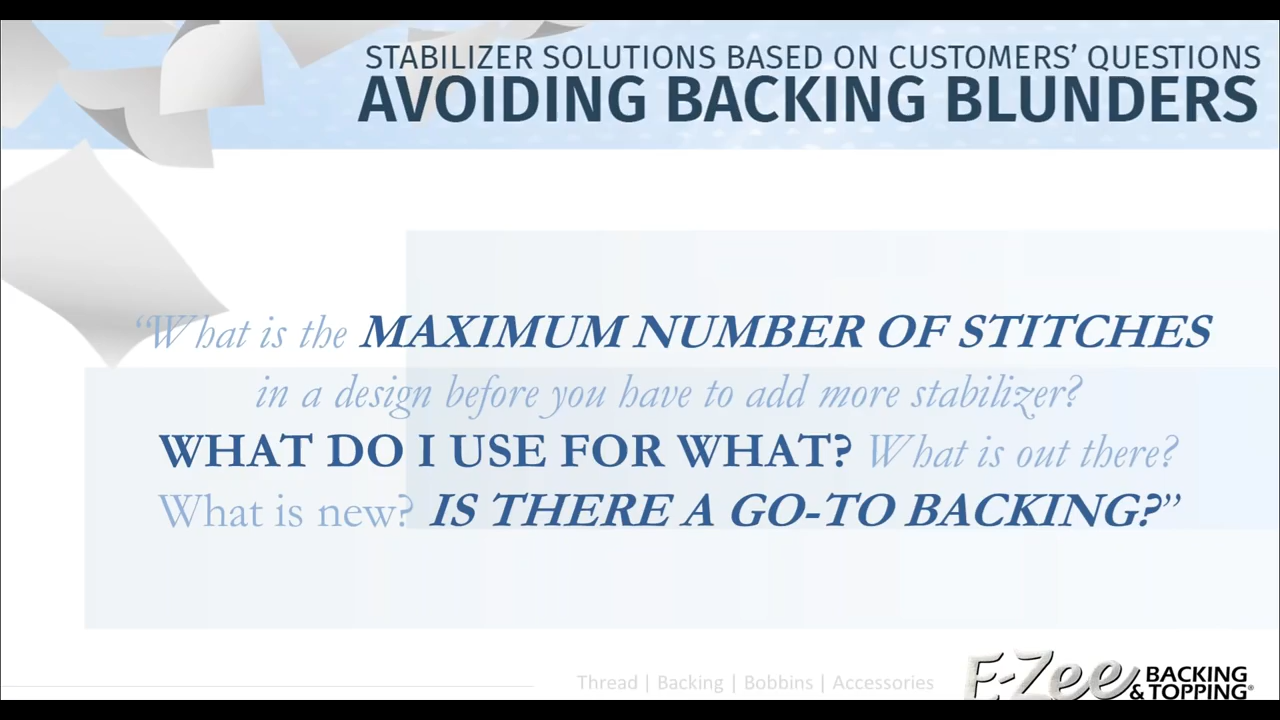 STABILIZER SOLUTIONS BASED ON CUSTOMERS’ QUESTIONS
AVOIDING BACKING BLUNDERS
“What is the MAXIMUM NUMBER OF STITCHES
in a design before you have to add more stabilizer?
WHAT DO I USE FOR WHAT? What is out there?
What is new? IS THERE A GO-TO BACKING?”
Thread | Backing | Bobbins | Accessories
E-Zee BACKING
& TOPPING®